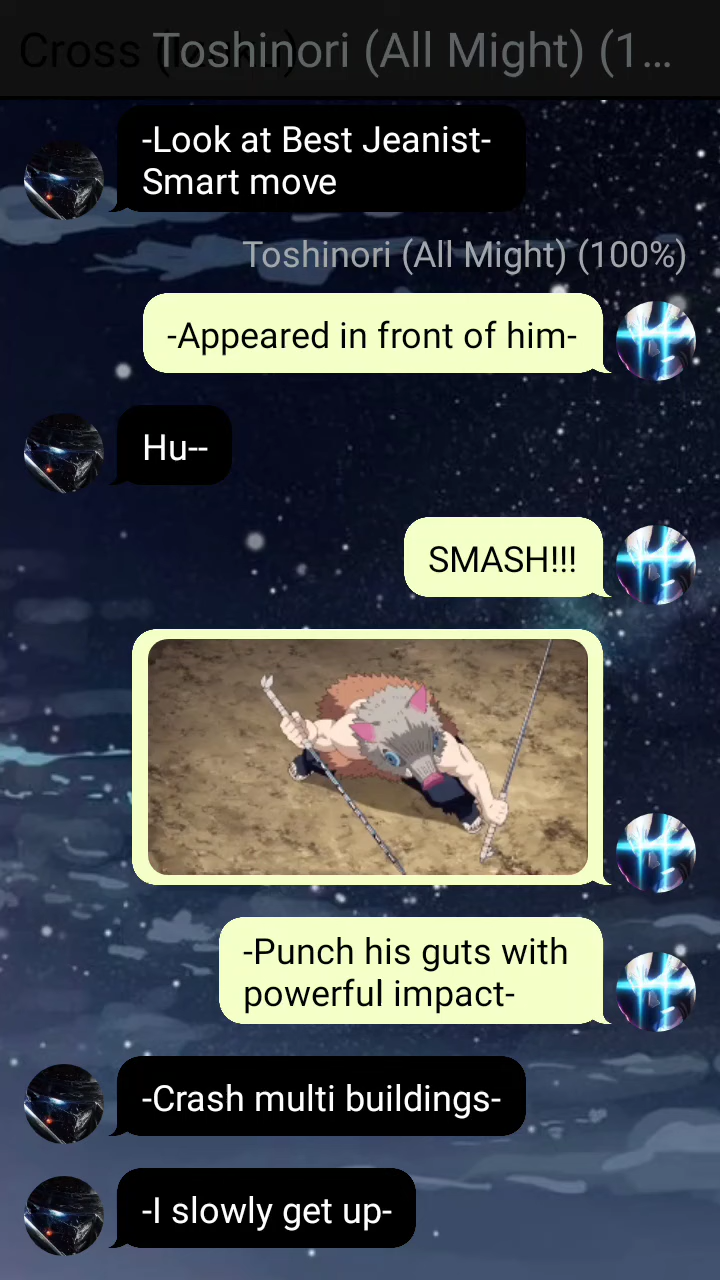 Cross
Toshinori (All Might) (1...
-Look at Best Jeanist-
Smart move
Toshinori (All Might) (100%)
-Appeared in front of him-
Hu--
SMASH!!!
-Punch his guts with
powerful impact-
-Crash multi buildings-
-I slowly get up-